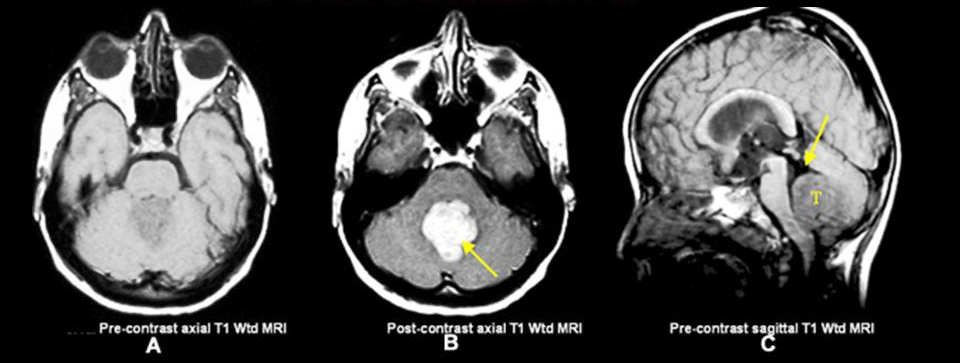 T
Pre-contrast axial T1 Wtd MRI
Post-contrast axial T1 Wtd MRI
Pre-contrast sagittal T1 Wtd MRI
A
B
C